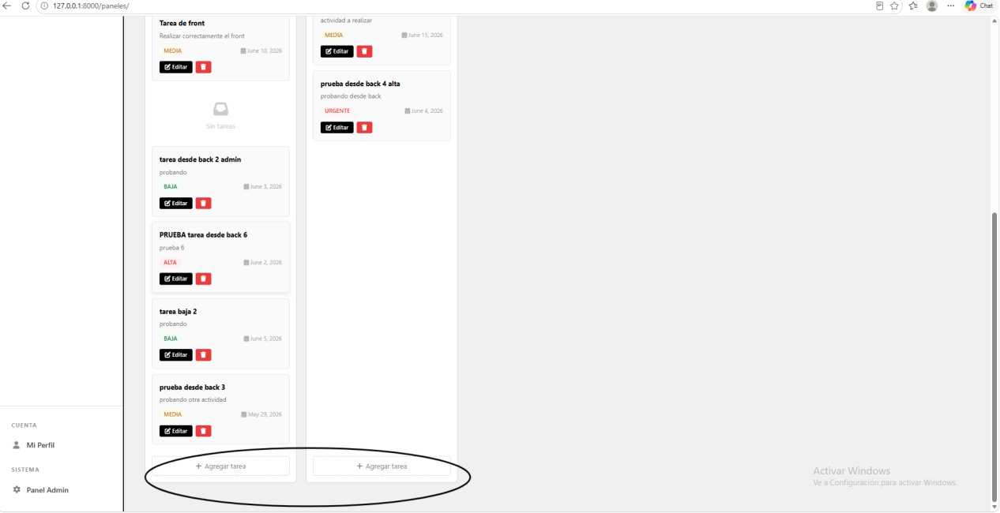 127.0.0.1:8000/paneles/
Chat
Tarea de front
Realizar correctamente el front
MEDIA
June 10, 2026
Editar
Sin tareas
tarea desde back 2 admin
probando
BAJA
June 3, 2026
Editar
PRUEBA tarea desde back 6
prueba 6
ALTA
June 2, 2026
Editar
tarea baja 2
probando
BAJA
June 5, 2026
Editar
prueba desde back 3
probando otra actividad
MEDIA
May 29, 2026
Editar
+ Agregar tarea
actividad a realizar
MEDIA
June 15, 2026
Editar
prueba desde back 4 alta
probando desde back
URGENTE
June 4, 2026
Editar
+ Agregar tarea
CUENTA
Mi Perfil
SISTEMA
Panel Admin
Activar Windows
Ve a Configuración para activar Windows.